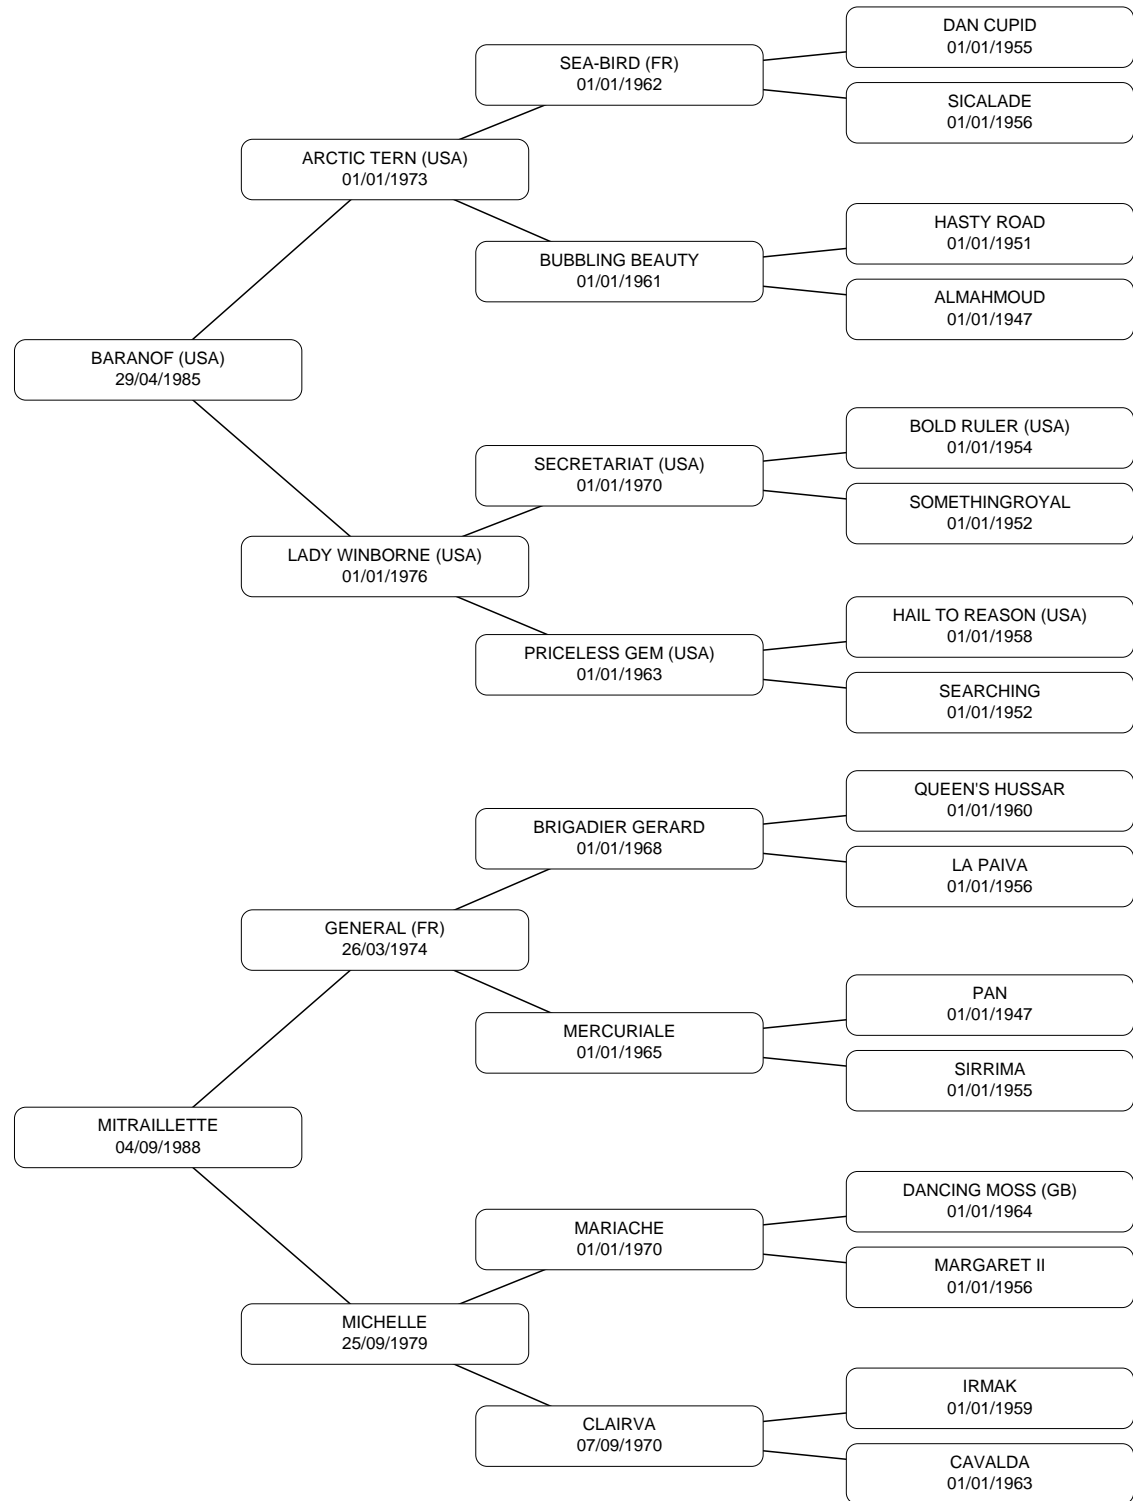 DAN CUPID
01/01/1955
SEA-BIRD (FR)
01/01/1962
SICALADE
01/01/1956
ARCTIC TERN (USA)
01/01/1973
HASTY ROAD
01/01/1951
BUBBLING BEAUTY
01/01/1961
ALMAHMOUD
01/01/1947
BARANOF (USA)
29/04/1985
BOLD RULER (USA)
01/01/1954
SECRETARIAT (USA)
01/01/1970
SOMETHINGROYAL
01/01/1952
LADY WINBORNE (USA)
01/01/1976
HAIL TO REASON (USA)
01/01/1958
PRICELESS GEM (USA)
01/01/1963
SEARCHING
01/01/1952
QUEEN'S HUSSAR
01/01/1960
BRIGADIER GERARD
01/01/1968
LA PAIVA
01/01/1956
GENERAL (FR)
26/03/1974
PAN
01/01/1947
MERCURIALE
01/01/1965
SIRRIMA
01/01/1955
MITRAILLETTE
04/09/1988
DANCING MOSS (GB)
01/01/1964
MARIACHE
01/01/1970
MARGARET II
01/01/1956
MICHELLE
25/09/1979
IRMAK
01/01/1959
CLAIRVA
07/09/1970
CAVALDA
01/01/1963